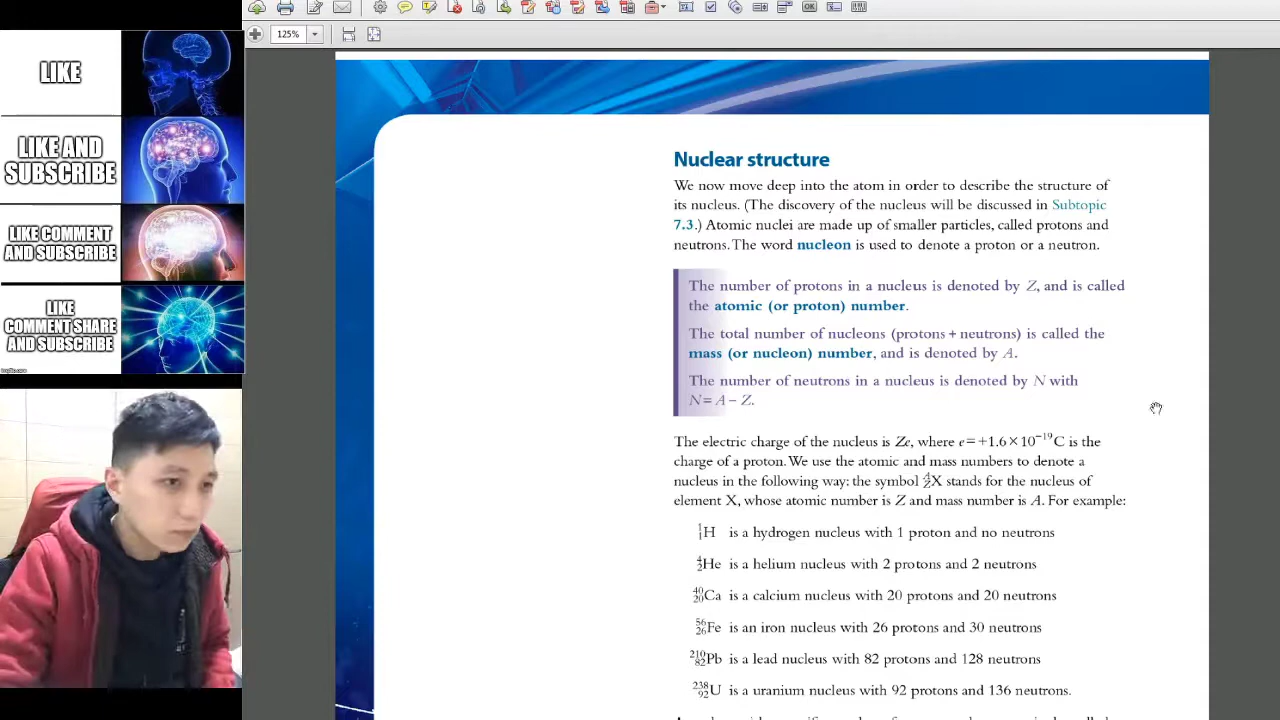 125%
LIKE
LIKE AND
SUBSCRIBE
LIKE COMMENT
AND SUBSCRIBE
LIKE
COMMENT SHARE
AND SUBSCRIBE
Nuclear structure
We now move deep into the atom in order to describe the structure of
its nucleus. (The discovery of the nucleus will be discussed in Subtopic
7.3.) Atomic nuclei are made up of smaller particles, called protons and
neutrons. The word nucleon is used to denote a proton or a neutron.
The number of protons in a nucleus is denoted by Z, and is called
the atomic (or proton) number.
The total number of nucleons (protons + neutrons) is called the
mass (or nucleon) number, and is denoted by A.
The number of neutrons in a nucleus is denoted by N with
N = A – Z.
The electric charge of the nucleus is Ze, where e = +1.6 × 10⁻¹⁹ C is the
charge of a proton. We use the atomic and mass numbers to denote a
nucleus in the following way: the symbol ᴬ_Z X stands for the nucleus of
element X, whose atomic number is Z and mass number is A. For example:
¹₁H is a hydrogen nucleus with 1 proton and no neutrons
⁴₂He is a helium nucleus with 2 protons and 2 neutrons
⁴⁰₂₀Ca is a calcium nucleus with 20 protons and 20 neutrons
⁵⁶₂₆Fe is an iron nucleus with 26 protons and 30 neutrons
²¹⁰₈₂Pb is a lead nucleus with 82 protons and 128 neutrons
²³⁸₉₂U is a uranium nucleus with 92 protons and 136 neutrons.